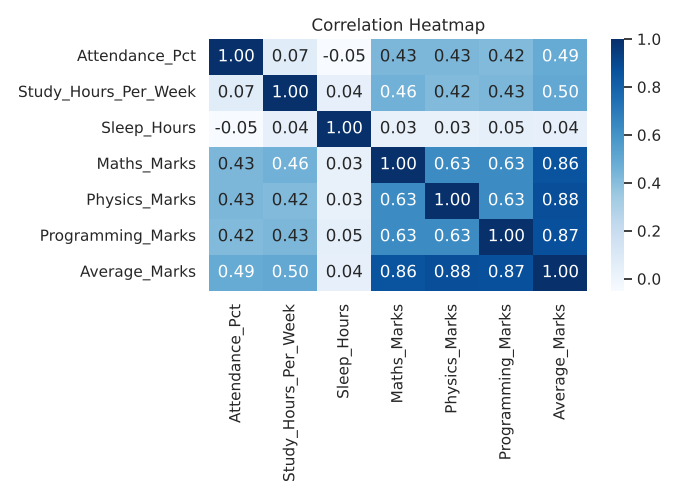 Correlation Heatmap
Attendance_Pct 1.00 0.07 -0.05 0.43 0.43 0.42 0.49
Study_Hours_Per_Week 0.07 1.00 0.04 0.46 0.42 0.43 0.50
Sleep_Hours -0.05 0.04 1.00 0.03 0.03 0.05 0.04
Maths_Marks 0.43 0.46 0.03 1.00 0.63 0.63 0.86
Physics_Marks 0.43 0.42 0.03 0.63 1.00 0.63 0.88
Programming_Marks 0.42 0.43 0.05 0.63 0.63 1.00 0.87
Average_Marks 0.49 0.50 0.04 0.86 0.88 0.87 1.00
Attendance_Pct
Study_Hours_Per_Week
Sleep_Hours
Maths_Marks
Physics_Marks
Programming_Marks
Average_Marks
1.0
0.8
0.6
0.4
0.2
0.0